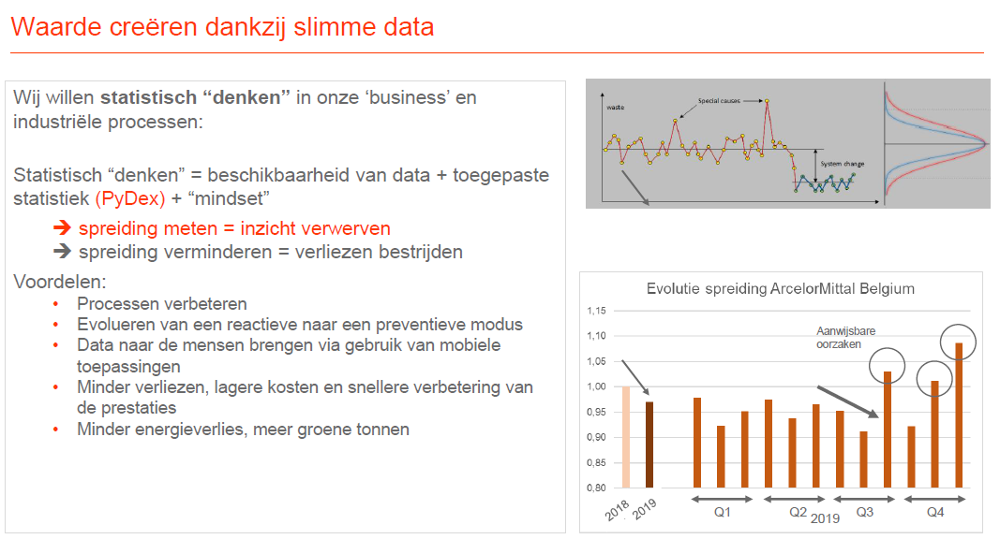 Waarde creëren dankzij slimme data
Wij willen statistisch “denken” in onze ‘business’ en
industriële processen:
Statistisch “denken” = beschikbaarheid van data + toegepaste
statistiek (PyDex) + “mindset”
➔ spreiding meten = inzicht verwerven
➔ spreiding verminderen = verliezen bestrijden
Voordelen:
• Processen verbeteren
• Evolueren van een reactieve naar een preventieve modus
• Data naar de mensen brengen via gebruik van mobiele
toepassingen
• Minder verliezen, lagere kosten en snellere verbetering van
de prestaties
• Minder energieverlies, meer groene tonnen
waste
Special causes
System change
Evolutie spreiding ArcelorMittal Belgium
1,15
1,10
1,05
1,00
0,95
0,90
0,85
0,80
Aanwijsbare
oorzaken
2018
2019
Q1
Q2
2019
Q3
Q4